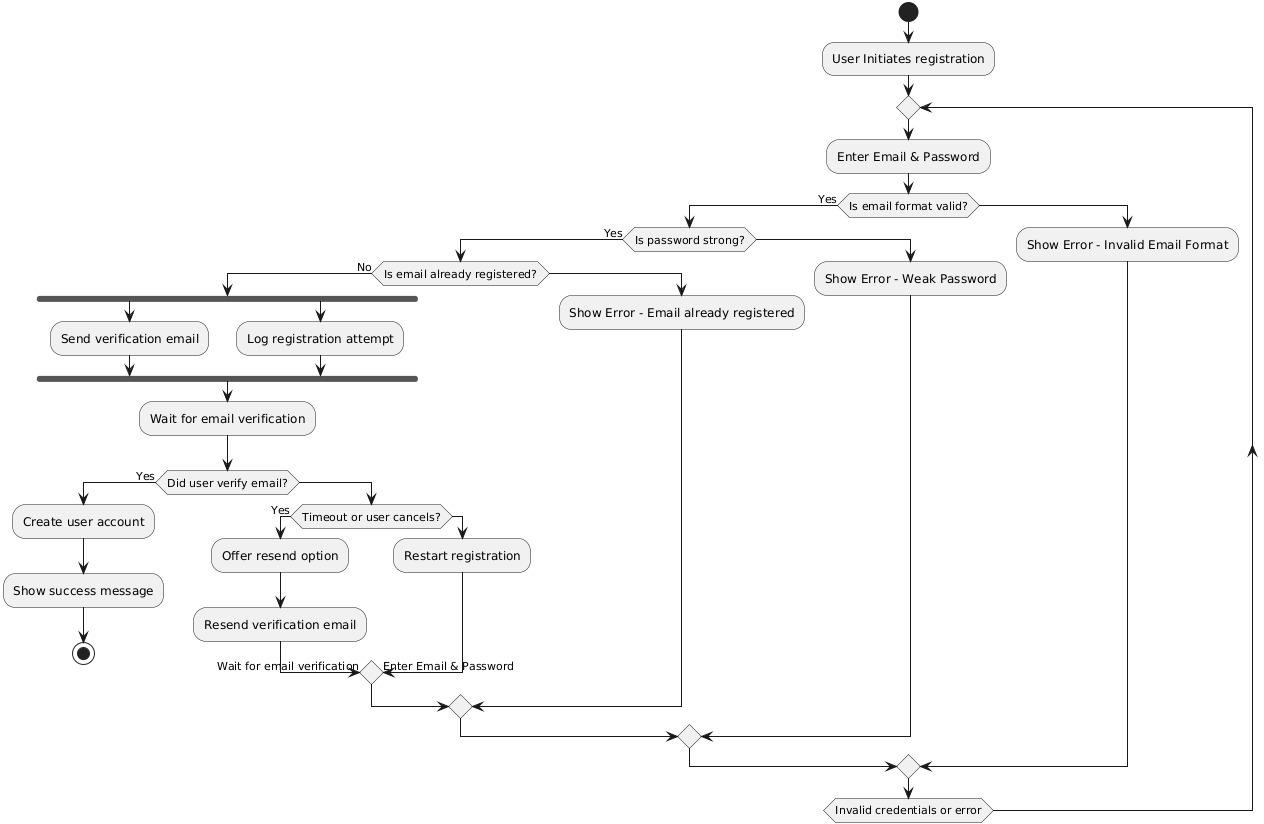 User Initiates registration
Enter Email & Password
Yes
Is email format valid?
Yes
Is password strong?
Show Error - Invalid Email Format
No
Is email already registered?
Show Error - Weak Password
Show Error - Email already registered
Send verification email
Log registration attempt
Wait for email verification
Yes
Did user verify email?
Create user account
Yes
Timeout or user cancels?
Offer resend option
Restart registration
Show success message
Resend verification email
Wait for email verification
Enter Email & Password
Invalid credentials or error